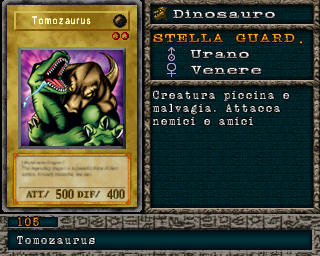 Tomozaurus
ATT/ 500 DIF/ 400
Dinosauro
STELLA GUARD.
♂ Urano
♀ Venere
Creatura piccina e
malvagia. Attacca
nemici e amici
105
Tomozaurus